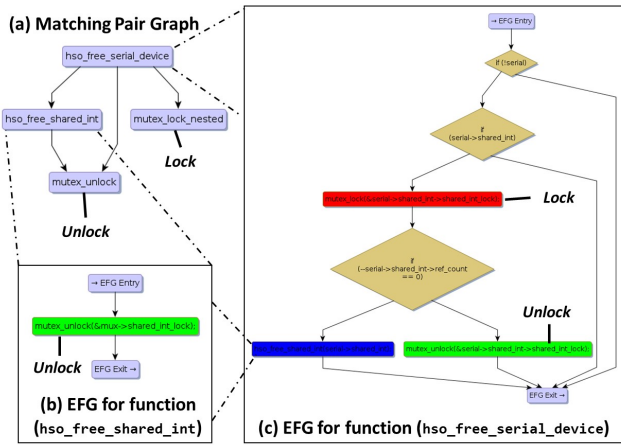 (a) Matching Pair Graph
hso_free_serial_device
hso_free_shared_int
mutex_lock_nested
Lock
mutex_unlock
Unlock
→ EFG Entry
mutex_unlock(&mux->shared_int_lock);
Unlock
EFG Exit →
(b) EFG for function
(hso_free_shared_int)
→ EFG Entry
if (!serial)
if
(serial->shared_int)
mutex_lock(&serial->shared_int->shared_int_lock);
Lock
if
(--serial->shared_int->ref_count
== 0)
Unlock
mutex_unlock(&serial->shared_int->shared_int_lock);
EFG Exit →
(c) EFG for function (hso_free_serial_device)